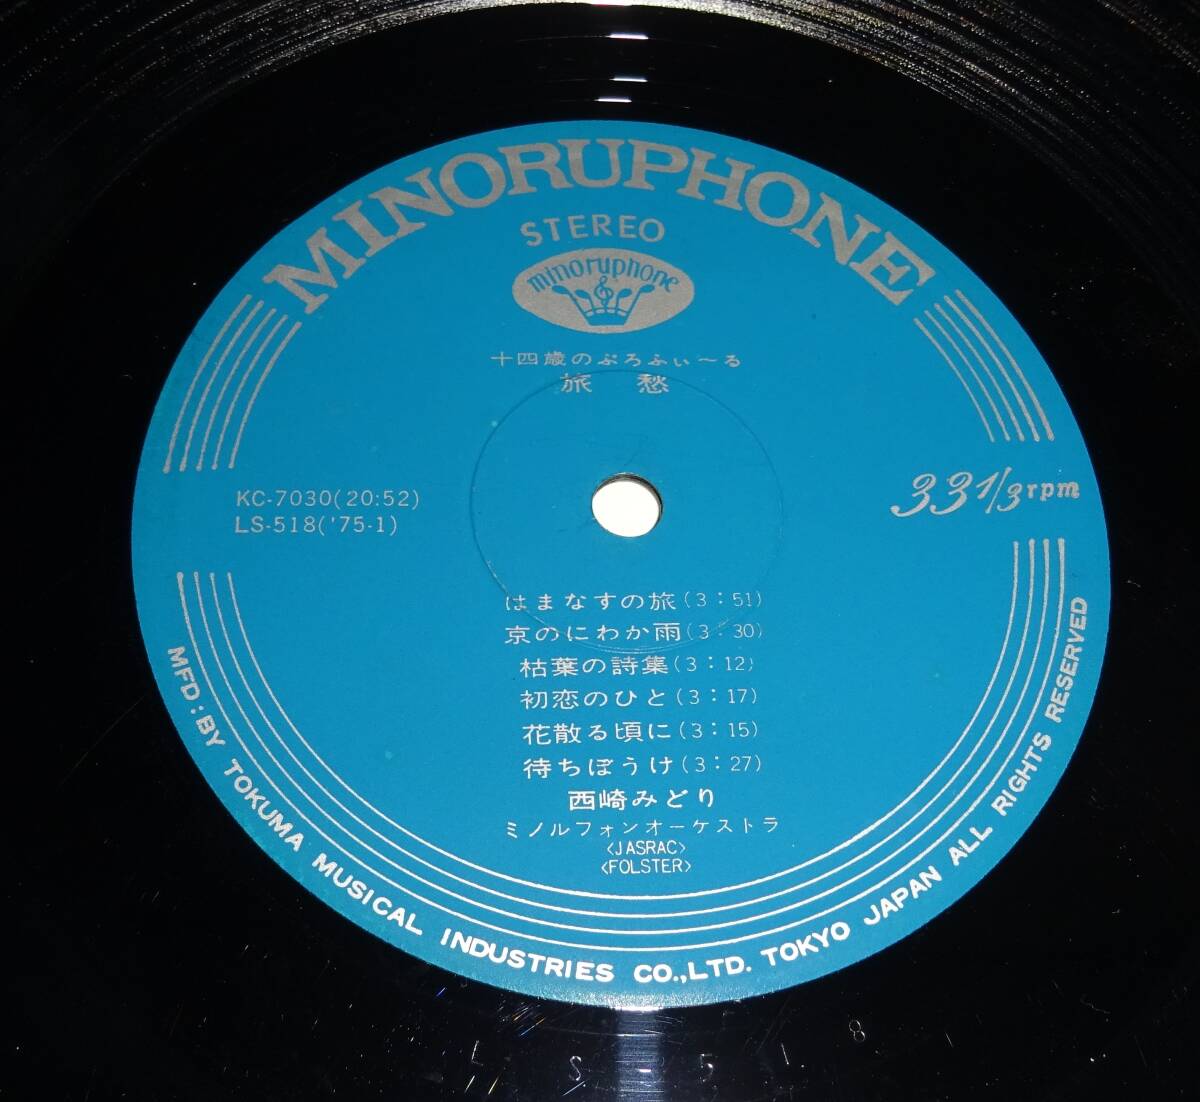 MINORUPHONE
STEREO
minoruphone
十四歳のぷろふぃ〜る
旅愁
KC-7030(20:52)
LS-518('75-1)
33 1/3 rpm
はまなすの旅(3:51)
京のにわか雨(3:30)
枯葉の詩集(3:12)
初恋のひと(3:17)
花散る頃に(3:15)
待ちぼうけ(3:27)
西崎みどり
ミノルフォンオーケストラ
<JASRAC>
<FOLSTER>
MFD: BY TOKUMA MUSICAL INDUSTRIES CO.,LTD. TOKYO JAPAN ALL RIGHTS RESERVED
LS518